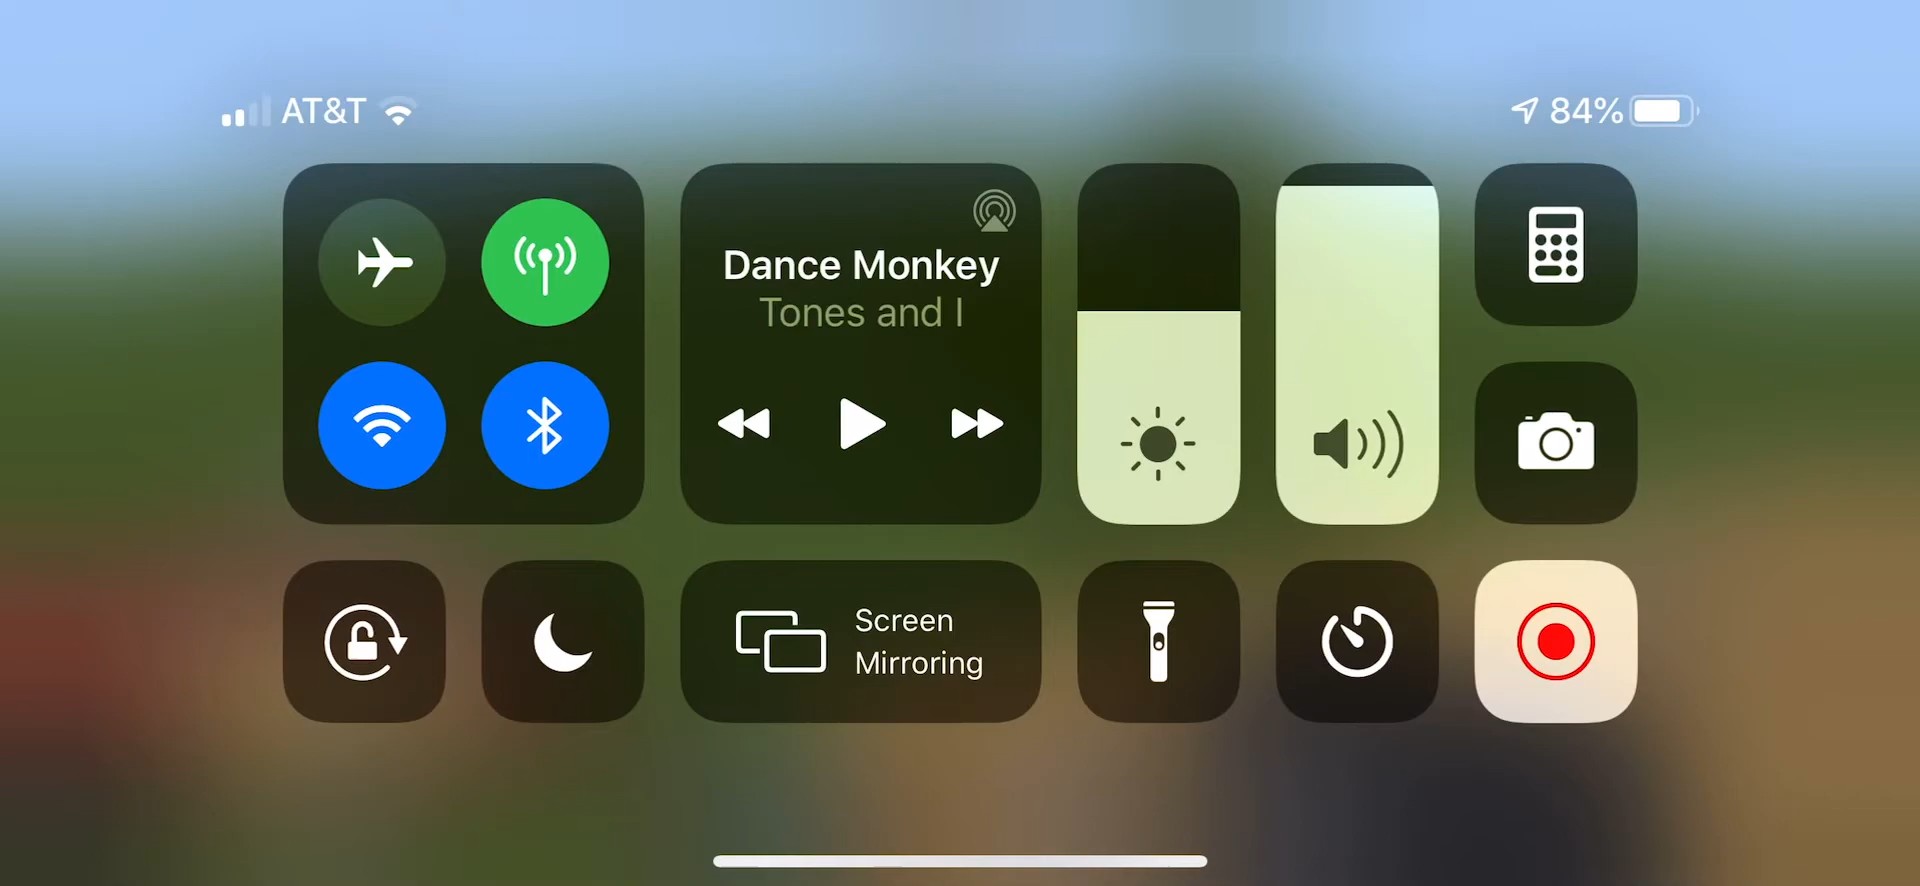 AT&T
84%
Dance Monkey
Tones and I
Screen
Mirroring